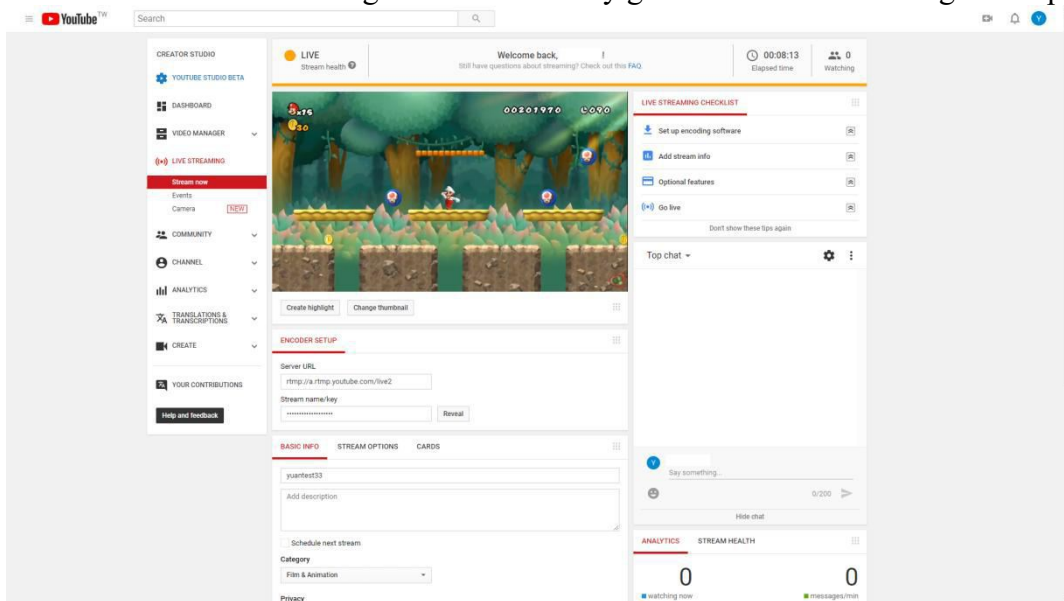 YouTube TW
Search
Y
CREATOR STUDIO
YOUTUBE STUDIO BETA
DASHBOARD
VIDEO MANAGER
LIVE STREAMING
Stream now
Events
Camera NEW
COMMUNITY
CHANNEL
ANALYTICS
TRANSLATIONS &
TRANSCRIPTIONS
CREATE
YOUR CONTRIBUTIONS
Help and feedback
LIVE
Stream health ?
Welcome back, !
Still have questions about streaming? Check out this FAQ
00:08:13
Elapsed time
0
Watching
x15
30
00201970
090
Create highlight
Change thumbnail
ENCODER SETUP
Server URL
rtmp://a.rtmp.youtube.com/live2
Stream name/key
Reveal
BASIC INFO
STREAM OPTIONS
CARDS
yuantest33
Add description
Schedule next stream
Category
Film & Animation
Privacy
LIVE STREAMING CHECKLIST
Set up encoding software
Add stream info
Optional features
Go live
Don't show these tips again
Top chat
Y
Say something...
0/200
Hide chat
ANALYTICS
STREAM HEALTH
0
watching now
0
messages/min